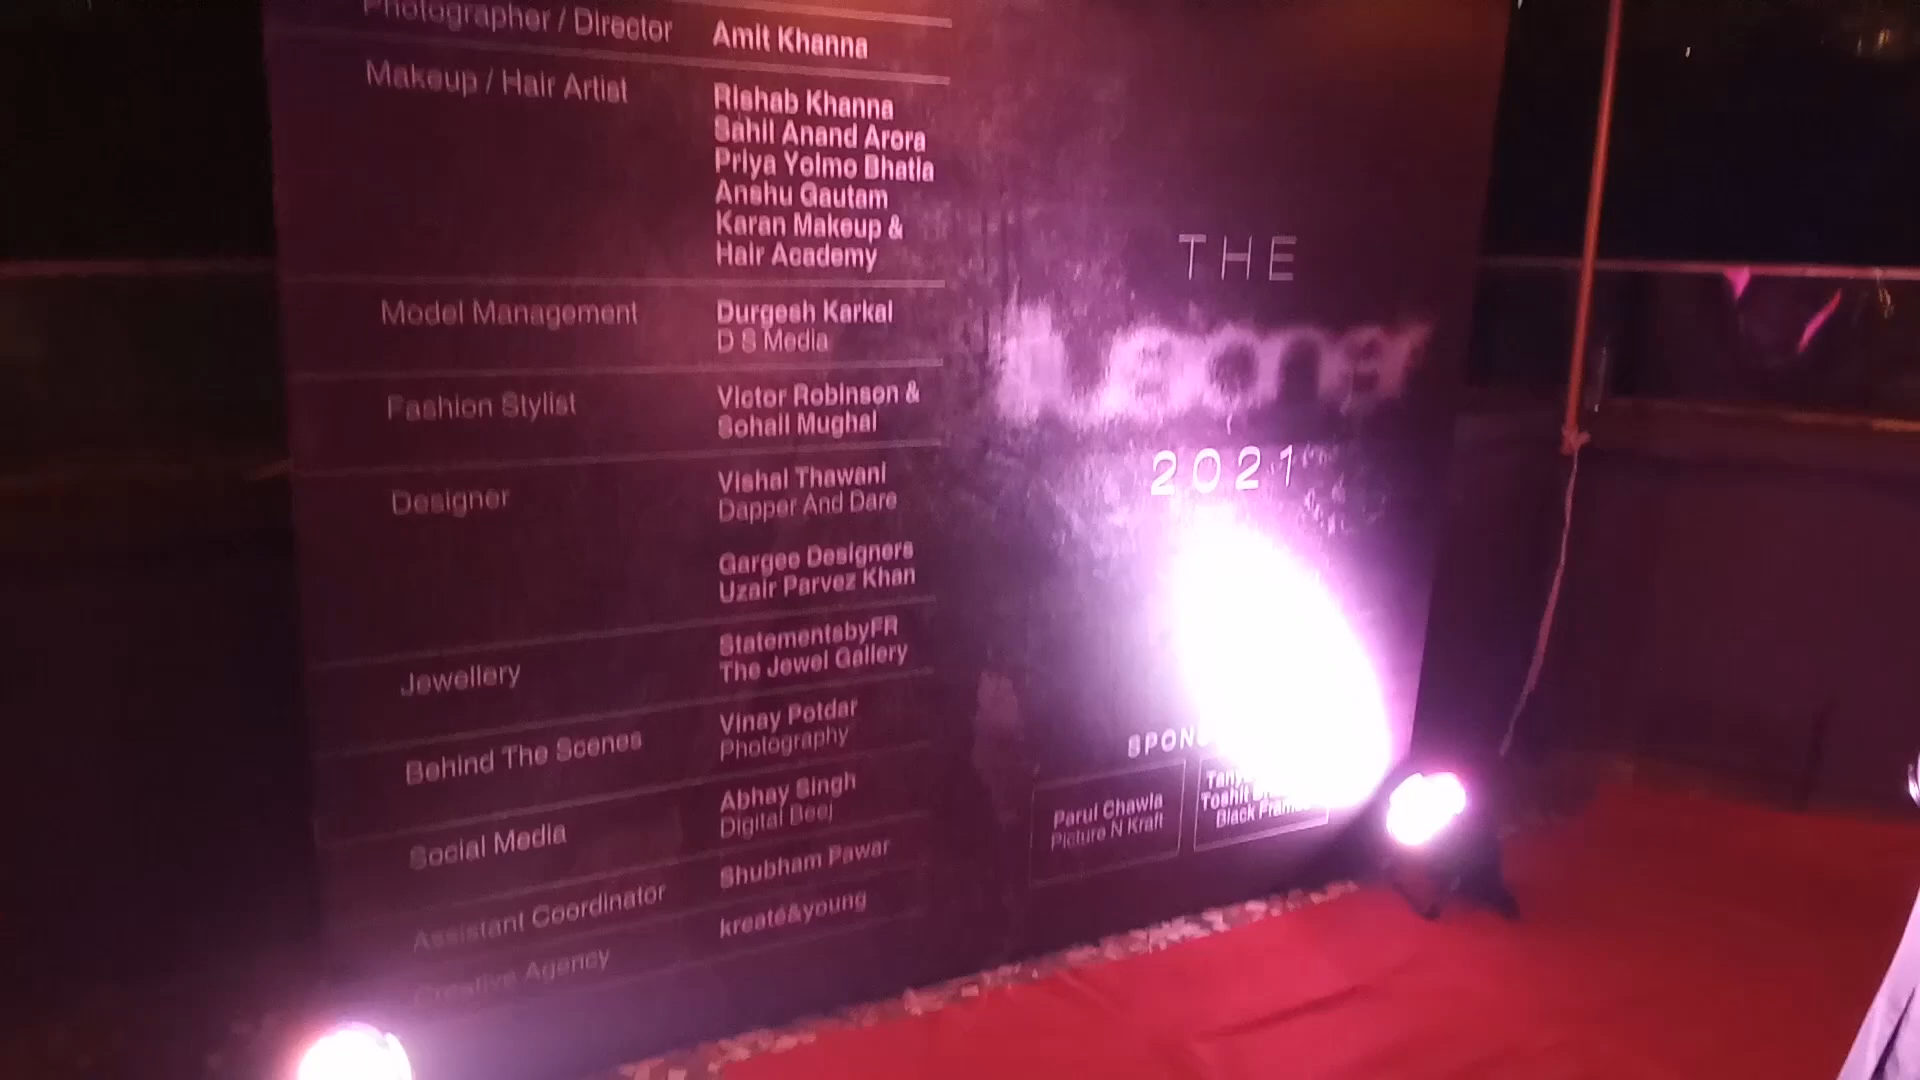 Photographer / Director Amit Khanna
Makeup / Hair Artist Rishab Khanna
Sahil Anand Arora
Priya Yolmo Bhatia
Anshu Gautam
Karan Makeup &
Hair Academy
Model Management Durgesh Karkal
D S Media
Fashion Stylist Victor Robinson &
Sohail Mughal
Designer Vishal Thawani
Dapper And Dare
Gargee Designers
Uzair Parvez Khan
Jewellery StatementsbyFR
The Jewel Gallery
Behind The Scenes Vinay Potdar
Photography
Social Media Abhay Singh
Digital Beej
Assistant Coordinator Shubham Pawar
Creative Agency kreaté&young
THE
2021
Parul Chawla
Picture N Kraft
Toshit
Black